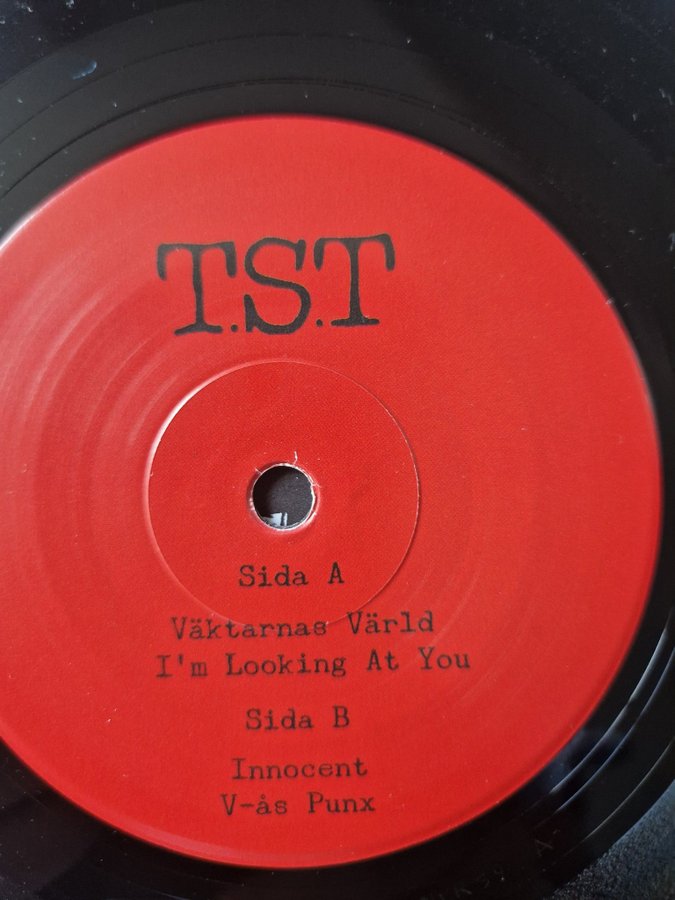 T.S.T
Sida A
Väktarnas Värld
I'm Looking At You
Sida B
Innocent
V-ås Punx